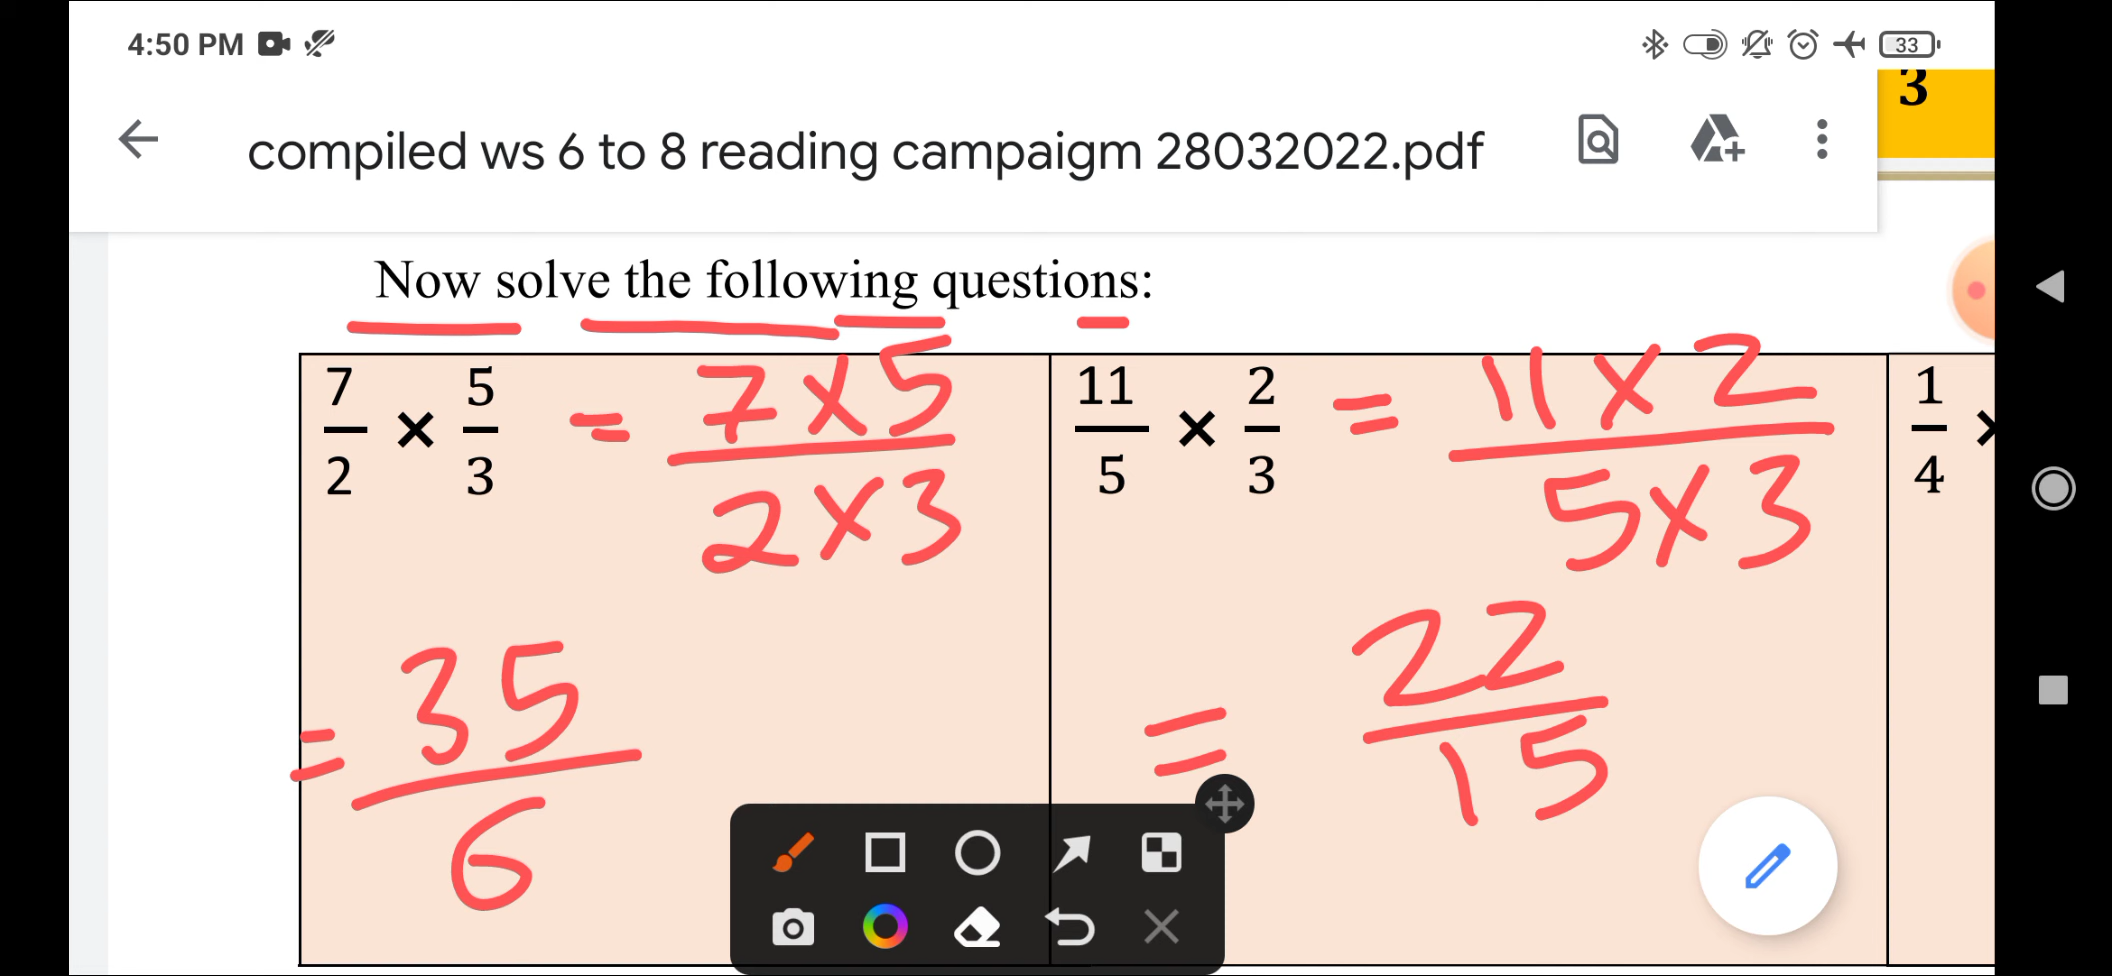 4:50 PM
33
3
compiled ws 6 to 8 reading campaigm 28032022.pdf
Now solve the following questions:
7/2 × 5/3 = 7×5/2×3
= 35/6
11/5 × 2/3 = 11×2/5×3
= 22/15
1/4 ×